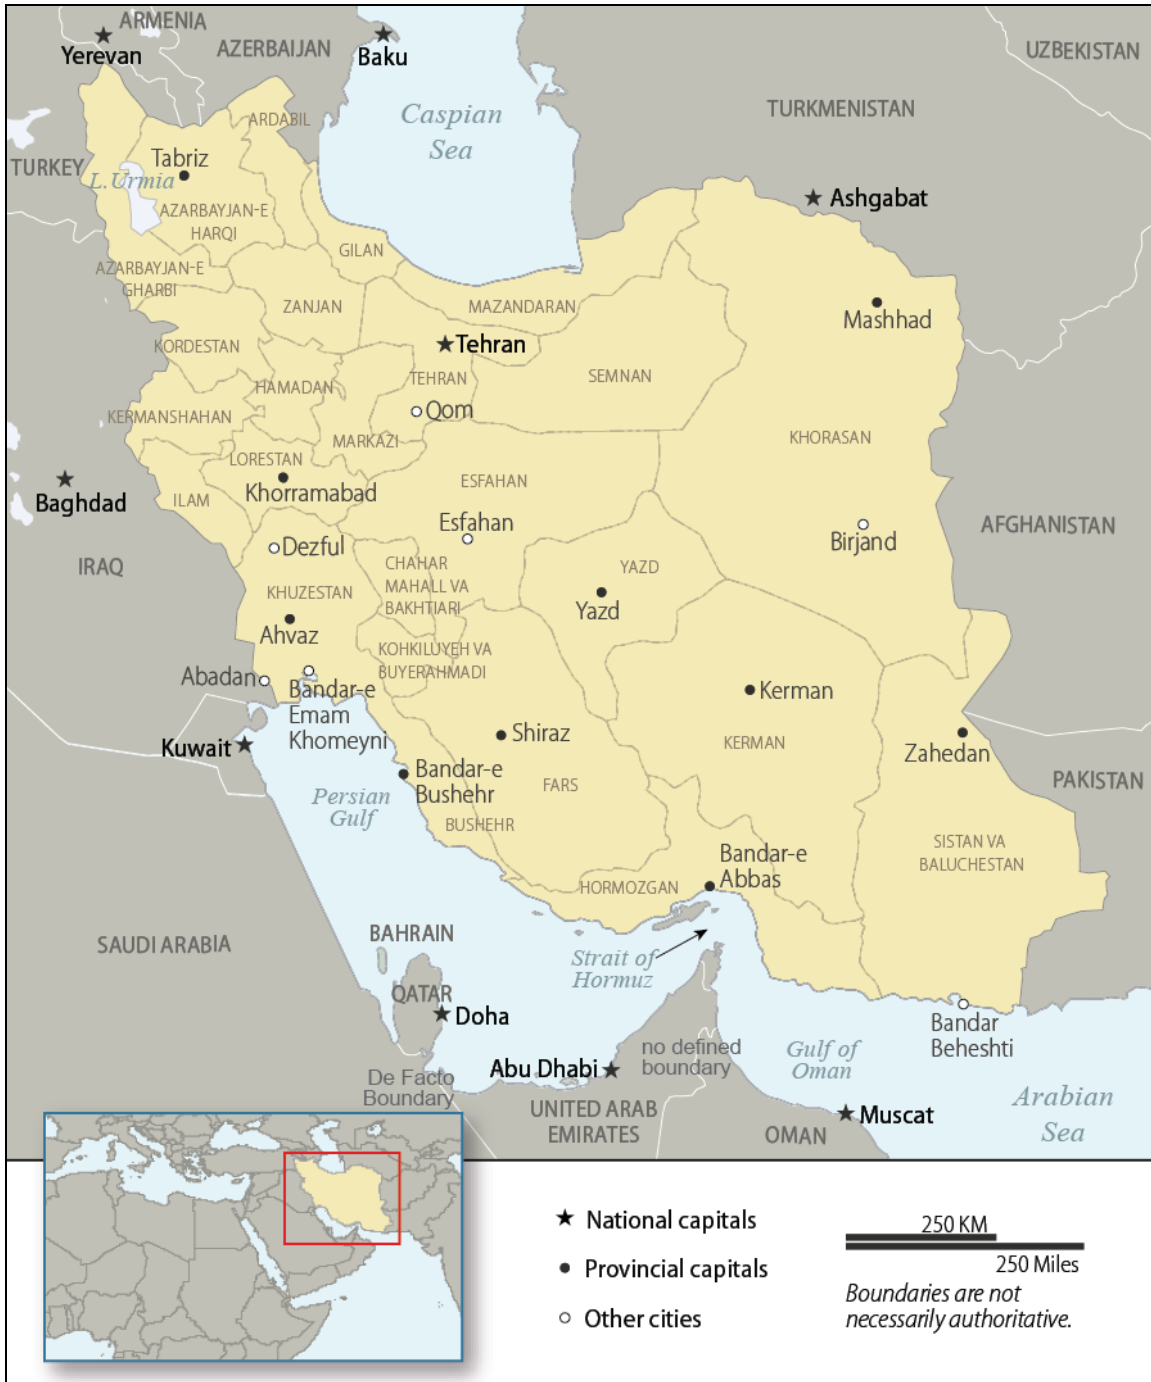 ARMENIA
Yerevan
AZERBAIJAN
Baku
UZBEKISTAN
Caspian
Sea
TURKMENISTAN
ARDABIL
TURKEY
Tabriz
L.Urmia
Ashgabat
AZARBAYJAN-E
HARQI
GILAN
AZARBAYJAN-E
GHARBI
ZANJAN
MAZANDARAN
Mashhad
KORDESTAN
Tehran
HAMADAN
TEHRAN
SEMNAN
KERMANSHAHAN
Qom
MARKAZI
KHORASAN
LORESTAN
Khorramabad
ESFAHAN
Baghdad
ILAM
Esfahan
AFGHANISTAN
Birjand
Dezful
IRAQ
CHAHAR
MAHALL VA
BAKHTIARI
YAZD
KHUZESTAN
Yazd
Ahvaz
KOHKILUYEH VA
BUYERAHMADI
Abadan
Bandar-e
Emam
Khomeyni
Kerman
Kuwait
Shiraz
KERMAN
Zahedan
Bandar-e
Bushehr
FARS
PAKISTAN
Persian
Gulf
BUSHEHR
SISTAN VA
BALUCHESTAN
Bandar-e
Abbas
HORMOZGAN
SAUDI ARABIA
BAHRAIN
Strait of
Hormuz
QATAR
Doha
Bandar
Beheshti
no defined
boundary
Gulf of
Oman
Abu Dhabi
De Facto
Boundary
UNITED ARAB
EMIRATES
Muscat
OMAN
Arabian
Sea
National capitals
Provincial capitals
Other cities
250 KM
250 Miles
Boundaries are not
necessarily authoritative.